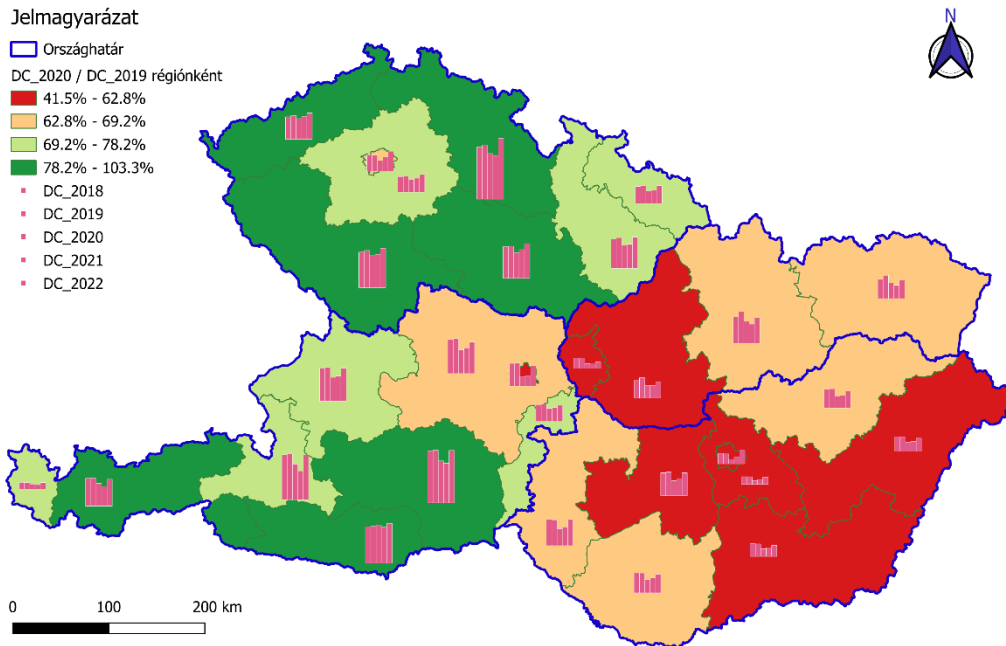 Jelmagyarázat
Országhatár
DC_2020 / DC_2019 régiónként
41.5% - 62.8%
62.8% - 69.2%
69.2% - 78.2%
78.2% - 103.3%
DC_2018
DC_2019
DC_2020
DC_2021
DC_2022
N
0 100 200 km